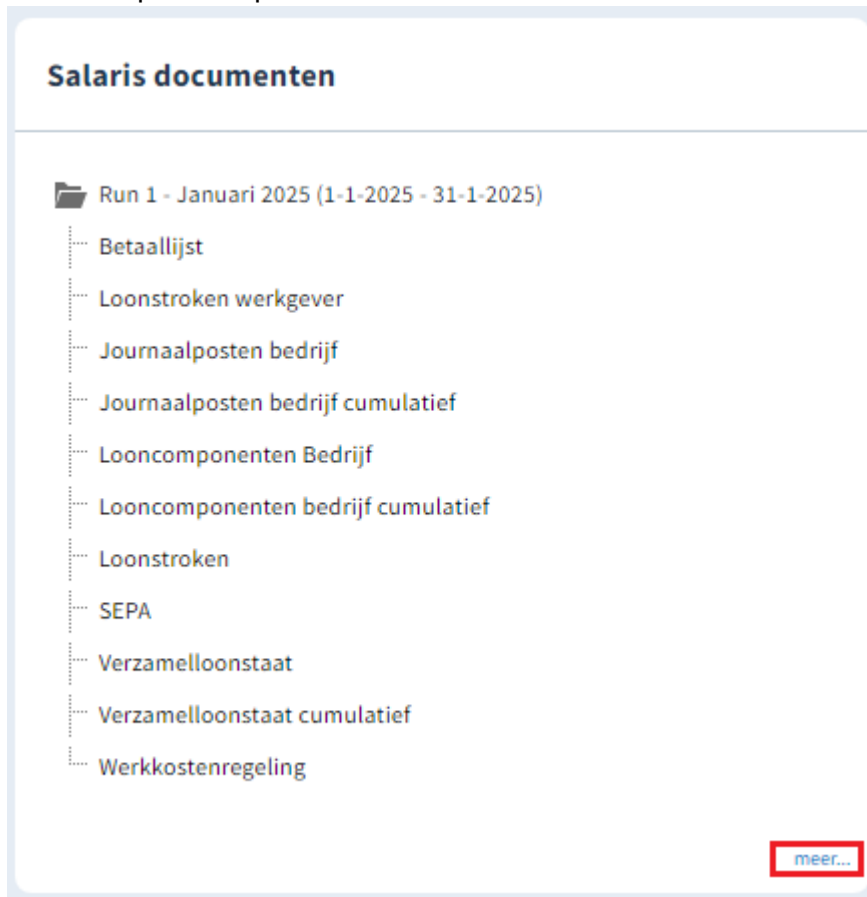 Salaris documenten
Run 1 - Januari 2025 (1-1-2025 - 31-1-2025)
Betaallijst
Loonstroken werkgever
Journaalposten bedrijf
Journaalposten bedrijf cumulatief
Looncomponenten Bedrijf
Looncomponenten bedrijf cumulatief
Loonstroken
SEPA
Verzamelloonstaat
Verzamelloonstaat cumulatief
Werkkostenregeling
meer...